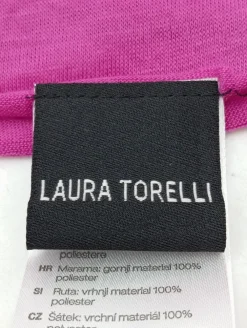 LAURA TORELLI
poliestere
HR Marama: gornji material 100%
poliester
SI Ruta: vrhnji material 100%
poliester
CZ Šátek: vrchní materiál 100%